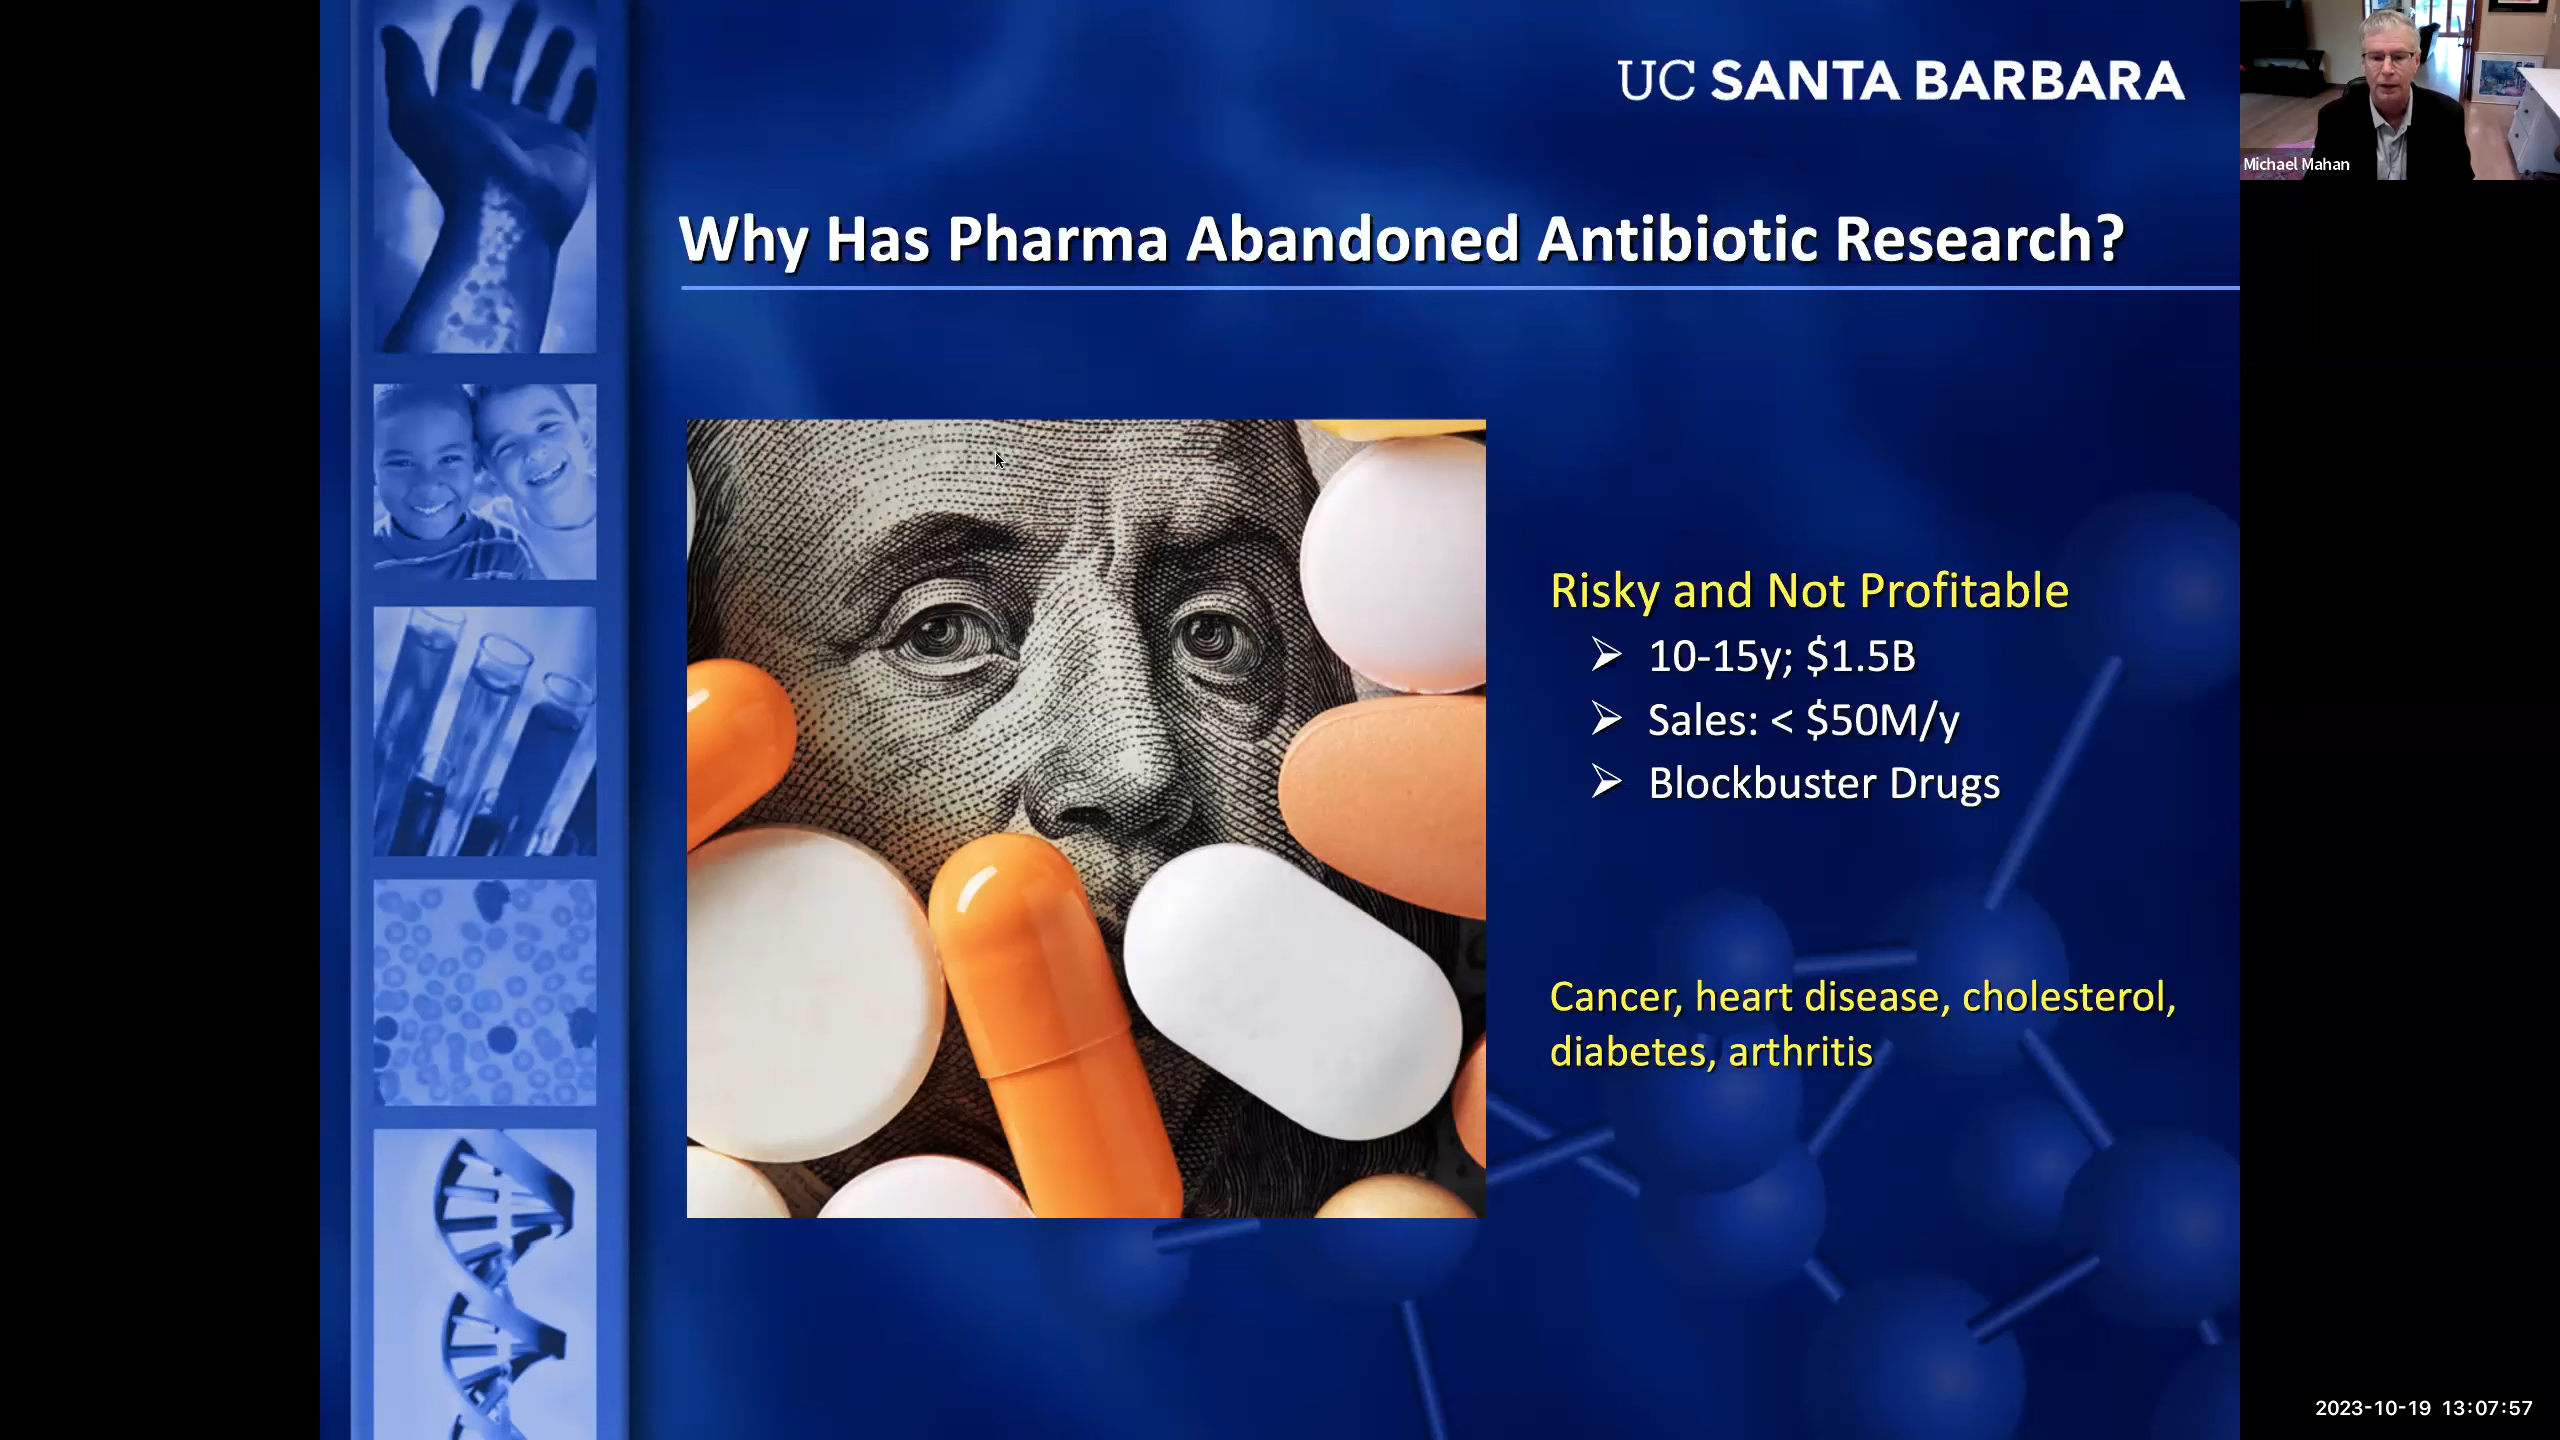 UC SANTA BARBARA
Michael Mahan
Why Has Pharma Abandoned Antibiotic Research?
Risky and Not Profitable
➢ 10-15y; $1.5B
➢ Sales: < $50M/y
➢ Blockbuster Drugs
Cancer, heart disease, cholesterol,
diabetes, arthritis
2023-10-19 13:07:57